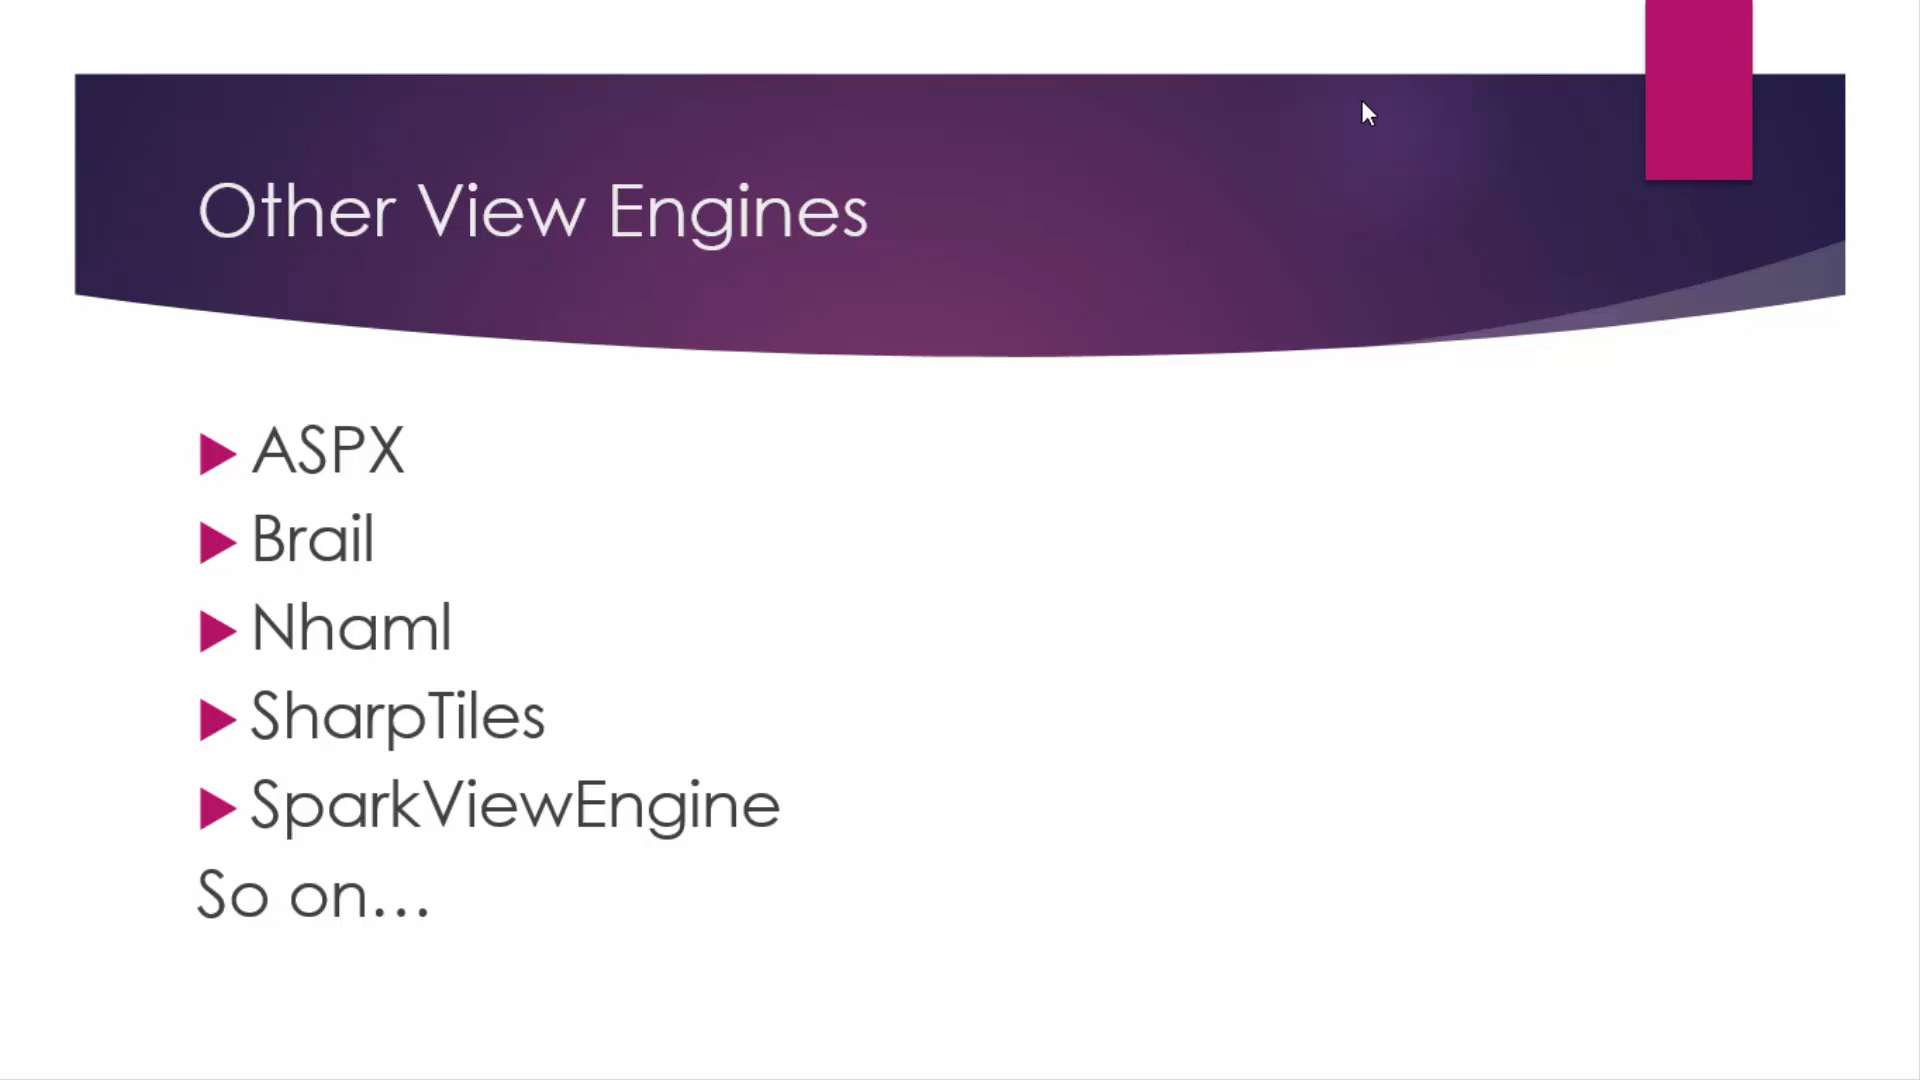 Other View Engines
ASPX
Brail
Nhaml
SharpTiles
SparkViewEngine
So on...